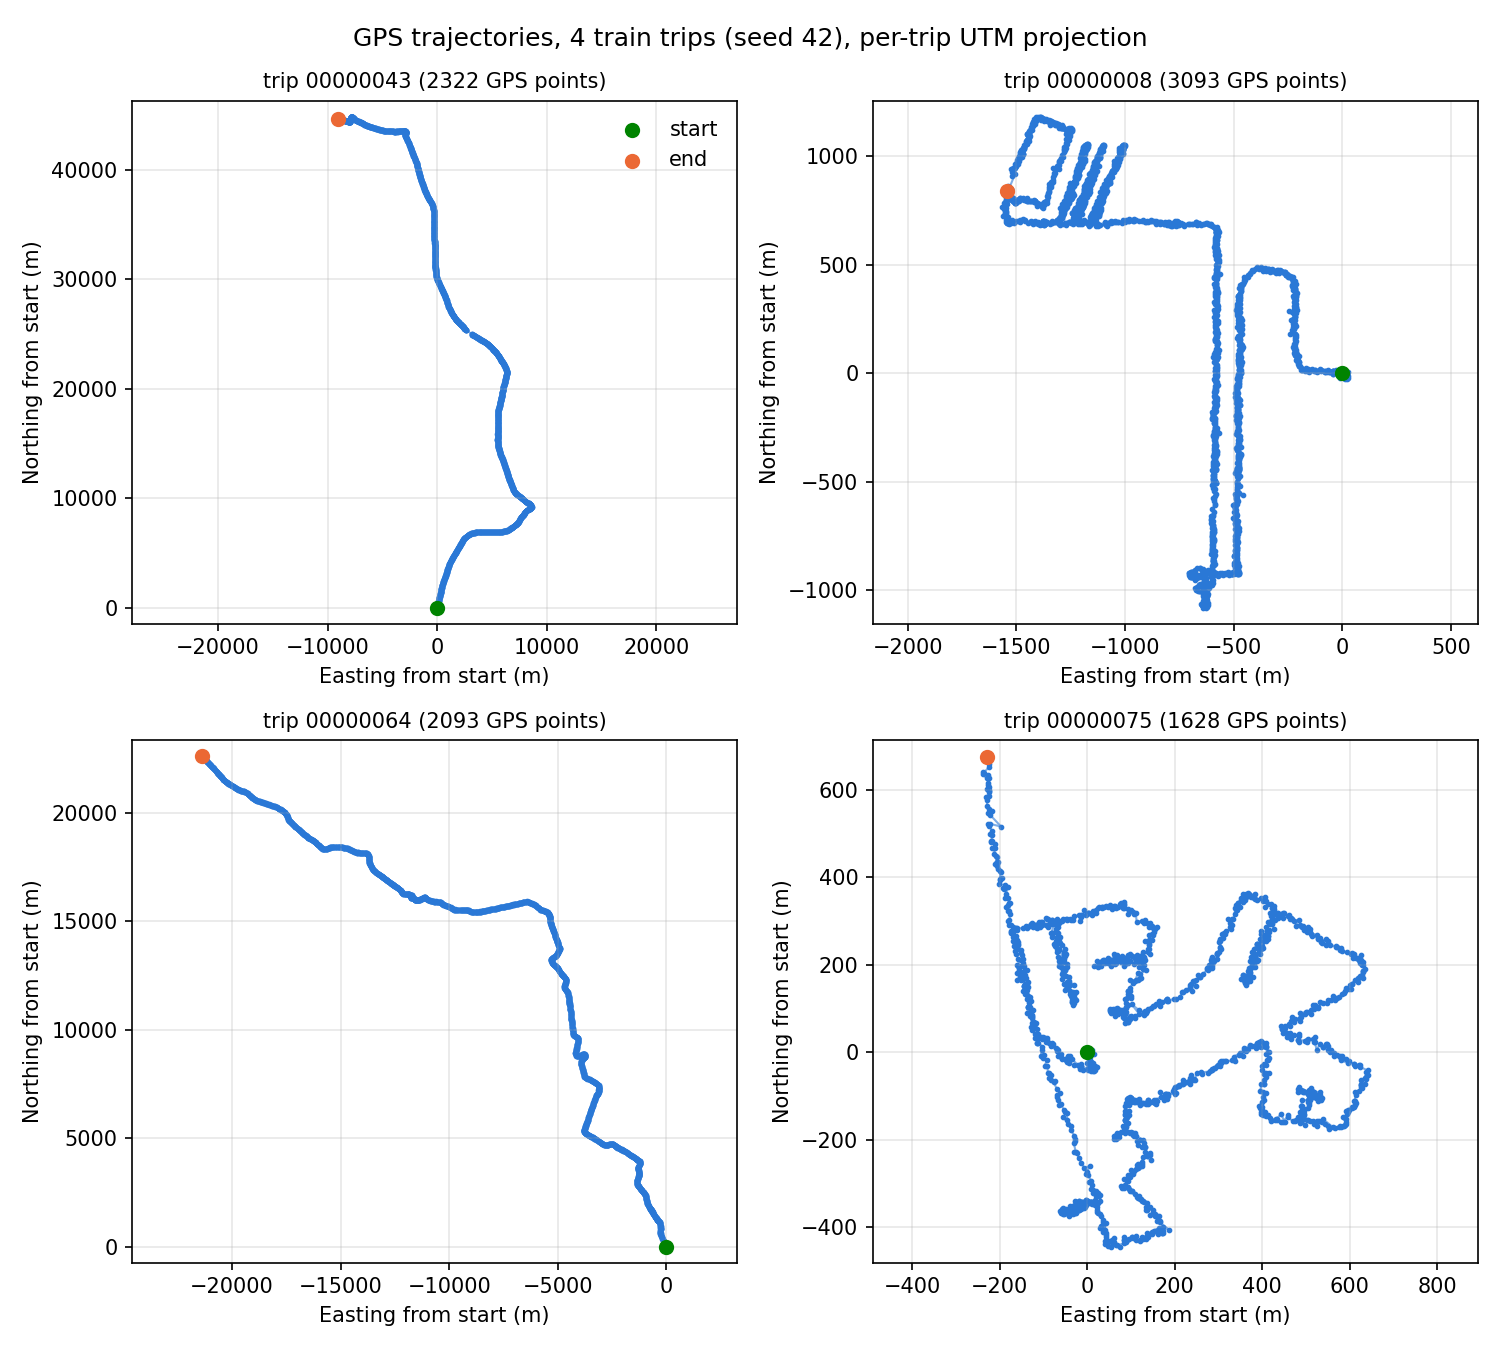 GPS trajectories, 4 train trips (seed 42), per-trip UTM projection
trip 00000043 (2322 GPS points)
start
end
40000
30000
20000
10000
0
−20000
−10000
0
10000
20000
Northing from start (m)
Easting from start (m)
trip 00000008 (3093 GPS points)
1000
500
0
−500
−1000
−2000
−1500
−1000
−500
0
500
Northing from start (m)
Easting from start (m)
trip 00000064 (2093 GPS points)
20000
15000
10000
5000
0
−20000
−15000
−10000
−5000
0
Northing from start (m)
Easting from start (m)
trip 00000075 (1628 GPS points)
600
400
200
0
−200
−400
−400
−200
0
200
400
600
800
Northing from start (m)
Easting from start (m)